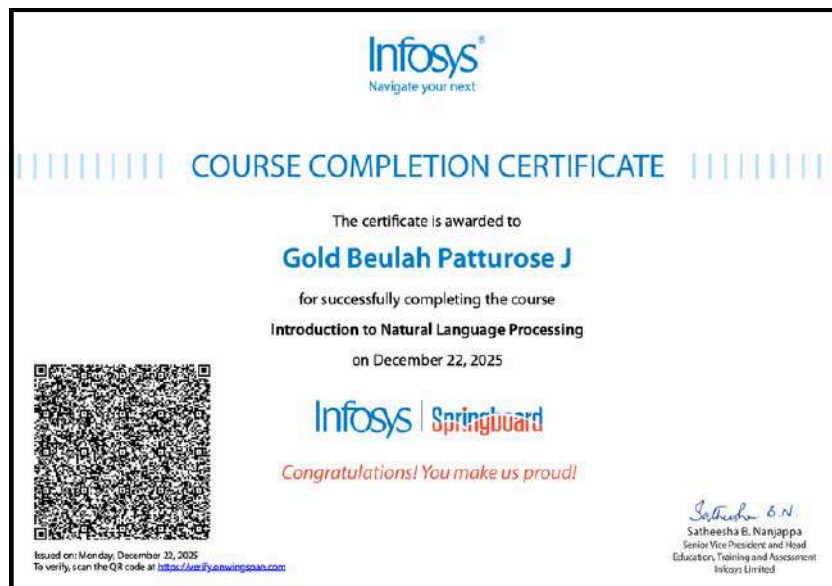 Infosys®
Navigate your next
COURSE COMPLETION CERTIFICATE
The certificate is awarded to
Gold Beulah Patturose J
for successfully completing the course
Introduction to Natural Language Processing
on December 22, 2025
Infosys | Springboard
Congratulations! You make us proud!
Satheesha B.N.
Satheesha B. Nanjappa
Senior Vice President and Head
Education, Training and Assessment
Infosys Limited
Issued on: Monday, December 22, 2025
To verify, scan the QR code at https://verify.onwingspan.com